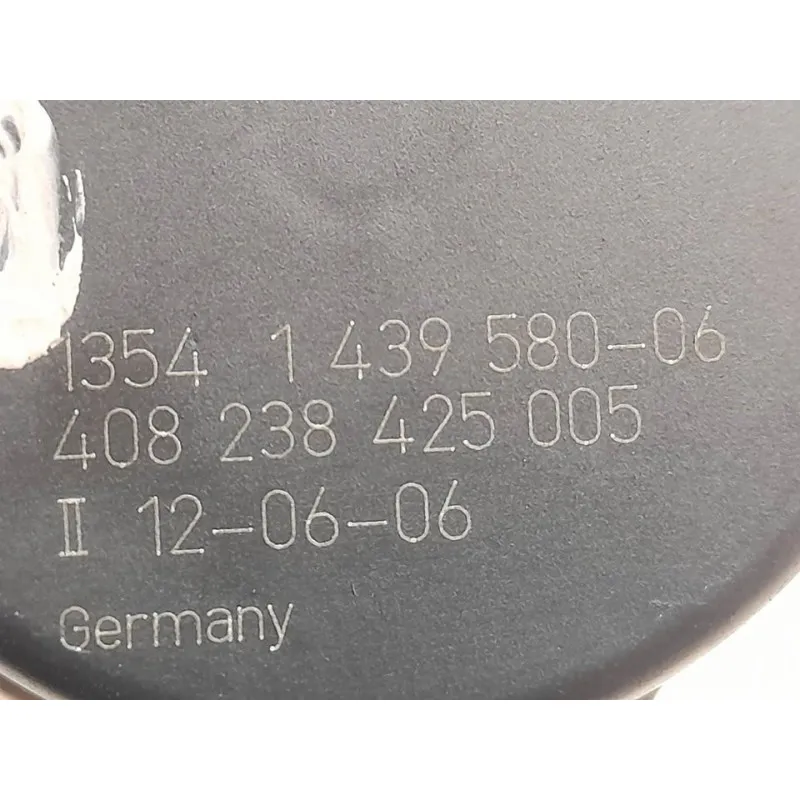 1354 1 439 580-06
408 238 425 005
II 12-06-06
Germany